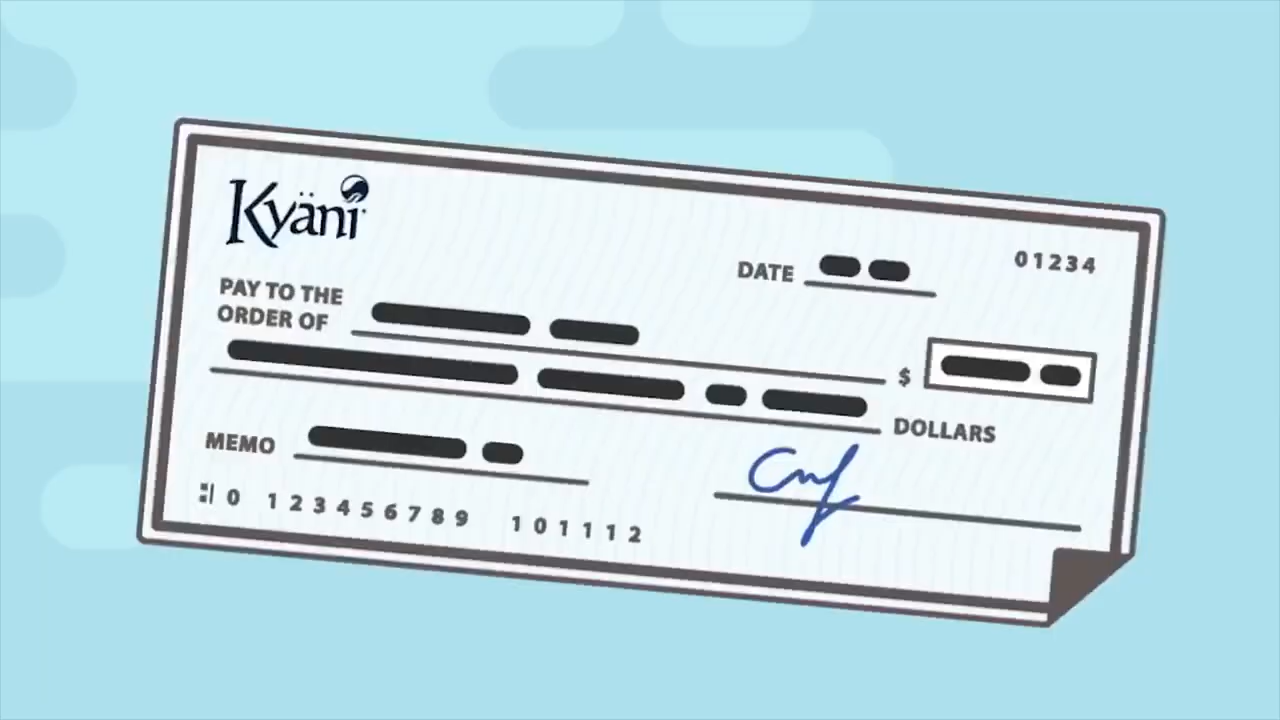 Kyäni
DATE
01234
PAY TO THE
ORDER OF
$
DOLLARS
MEMO
0 123456789 101112